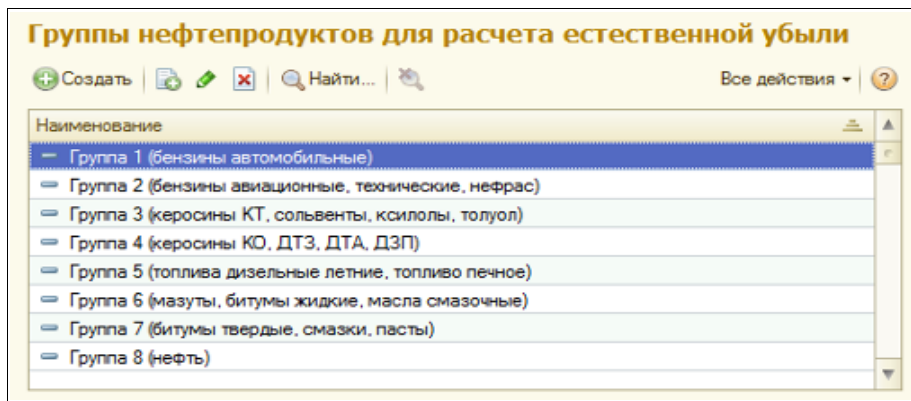 Группы нефтепродуктов для расчета естественной убыли
Создать Найти... Все действия ?
Наименование
Группа 1 (бензины автомобильные)
Группа 2 (бензины авиационные, технические, нефрас)
Группа 3 (керосины КТ, сольвенты, ксилолы, толуол)
Группа 4 (керосины КО, ДТЗ, ДТА, ДЗП)
Группа 5 (топлива дизельные летние, топливо печное)
Группа 6 (мазуты, битумы жидкие, масла смазочные)
Группа 7 (битумы твердые, смазки, пасты)
Группа 8 (нефть)